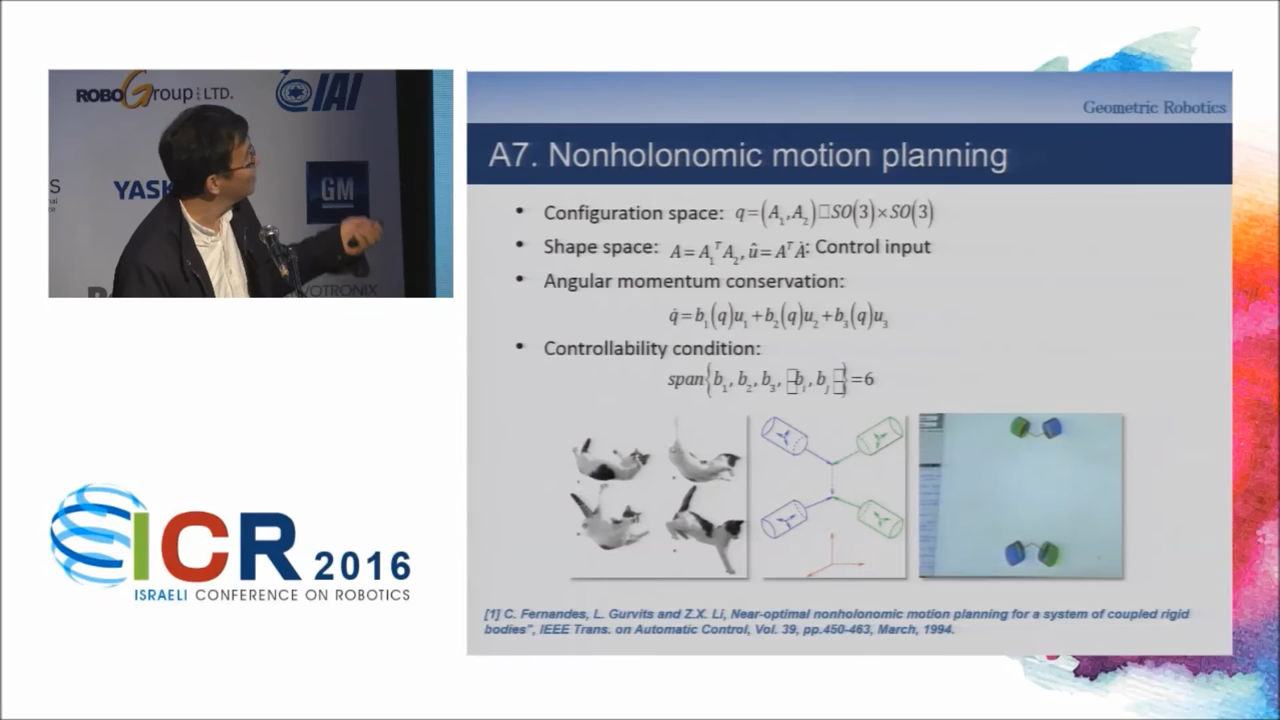 ROBOGroup LTD.
IAI
YASK
GM
ICR 2016
ISRAELI CONFERENCE ON ROBOTICS
Geometric Robotics
A7. Nonholonomic motion planning
• Configuration space: q=(A₁,A₂)□SO(3)×SO(3)
• Shape space: A=A₁ᵀA₂, û=AᵀȦ: Control input
• Angular momentum conservation:
q̇=b₁(q)u₁+b₂(q)u₂+b₃(q)u₃
• Controllability condition:
span{b₁,b₂,b₃,□bᵢ,bⱼ□}=6
[1] C. Fernandes, L. Gurvits and Z.X. Li, Near-optimal nonholonomic motion planning for a system of coupled rigid
bodies", IEEE Trans. on Automatic Control, Vol. 39, pp.450-463, March, 1994.